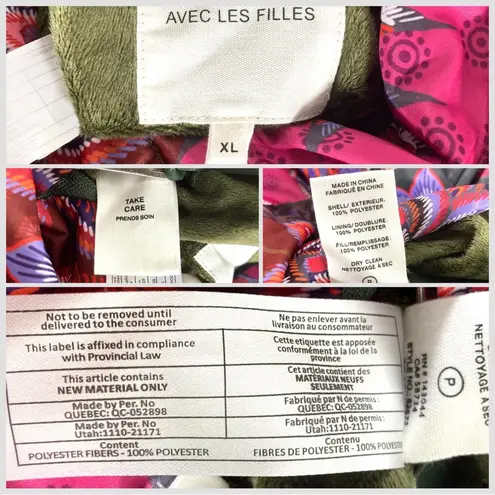 AVEC LES FILLES
XL
TAKE
CARE
PRENDS SOIN
MADE IN CHINA
FABRIQUÉ EN CHINE
SHELL/ EXTERIEUR:
100% POLYESTER
LINING/ DOUBLURE:
100% POLYESTER
FILL/REMPLISSAGE:
100% POLYESTER
DRY CLEAN
NETTOYAGE À SEC
P
Not to be removed until
delivered to the consumer
Ne pas enlever avant la
livraison au consommateur
This label is affixed in compliance
with Provincial Law
Cette etiquette est apposée
conformément à la loi de la
province
This article contains
NEW MATERIAL ONLY
Cet article contient des
MATÉRIAUX NEUFS
SEULEMENT
Made by Per. No
QUEBEC: QC-052898
Fabriqué par N de permis :
QUEBEC: QC-052898
Made by Per. No
Utah:1110-21171
Fabriqué par N de permis :
Utah:1110-21171
Content
POLYESTER FIBERS - 100% POLYESTER
Contenu
FIBRES DE POLYESTER - 100% POLYESTER
NETTOYAGE À SEC
P